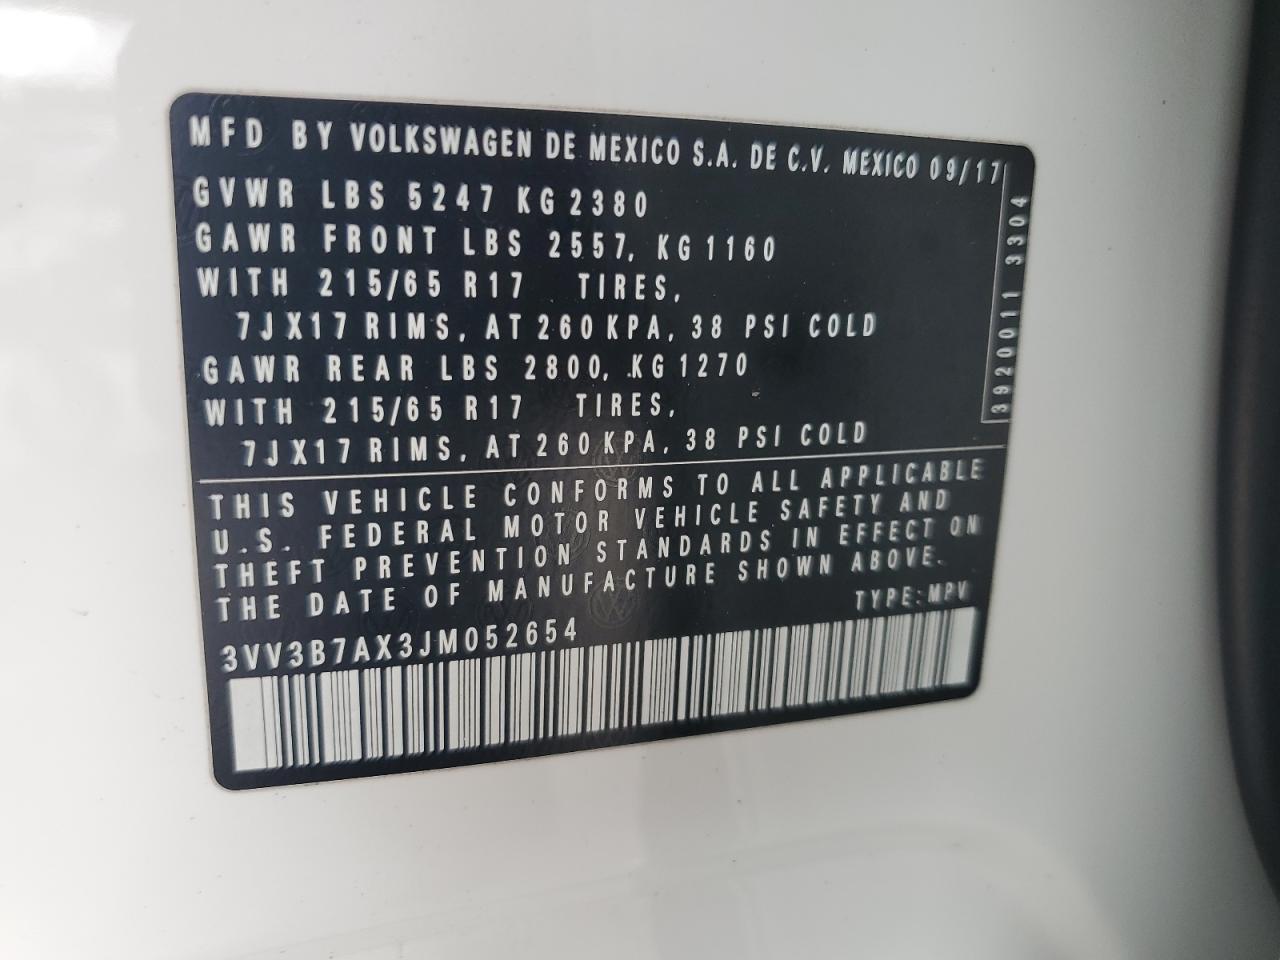 MFD BY VOLKSWAGEN DE MEXICO S.A. DE C.V. MEXICO 09/17
GVWR LBS 5247 KG 2380
GAWR FRONT LBS 2557, KG 1160
WITH 215/65 R17 TIRES,
7JX17 RIMS, AT 260 KPA, 38 PSI COLD
GAWR REAR LBS 2800, KG 1270
WITH 215/65 R17 TIRES,
7JX17 RIMS, AT 260 KPA, 38 PSI COLD
3920011 3304
THIS VEHICLE CONFORMS TO ALL APPLICABLE
U.S. FEDERAL MOTOR VEHICLE SAFETY AND
THEFT PREVENTION STANDARDS IN EFFECT ON
THE DATE OF MANUFACTURE SHOWN ABOVE.
TYPE: MPV
3VV3B7AX3JM052654